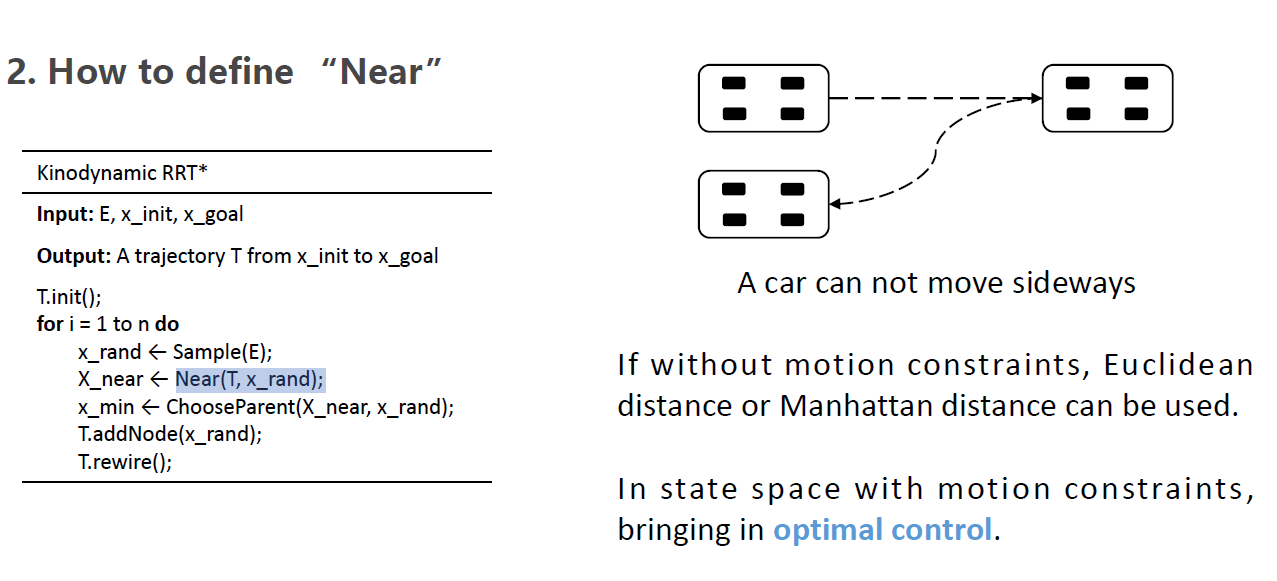 2. How to define “Near”
Kinodynamic RRT*
Input: E, x_init, x_goal
Output: A trajectory T from x_init to x_goal
T.init();
for i = 1 to n do
x_rand ← Sample(E);
X_near ← Near(T, x_rand);
x_min ← ChooseParent(X_near, x_rand);
T.addNode(x_rand);
T.rewire();
A car can not move sideways
If without motion constraints, Euclidean
distance or Manhattan distance can be used.
In state space with motion constraints,
bringing in optimal control.